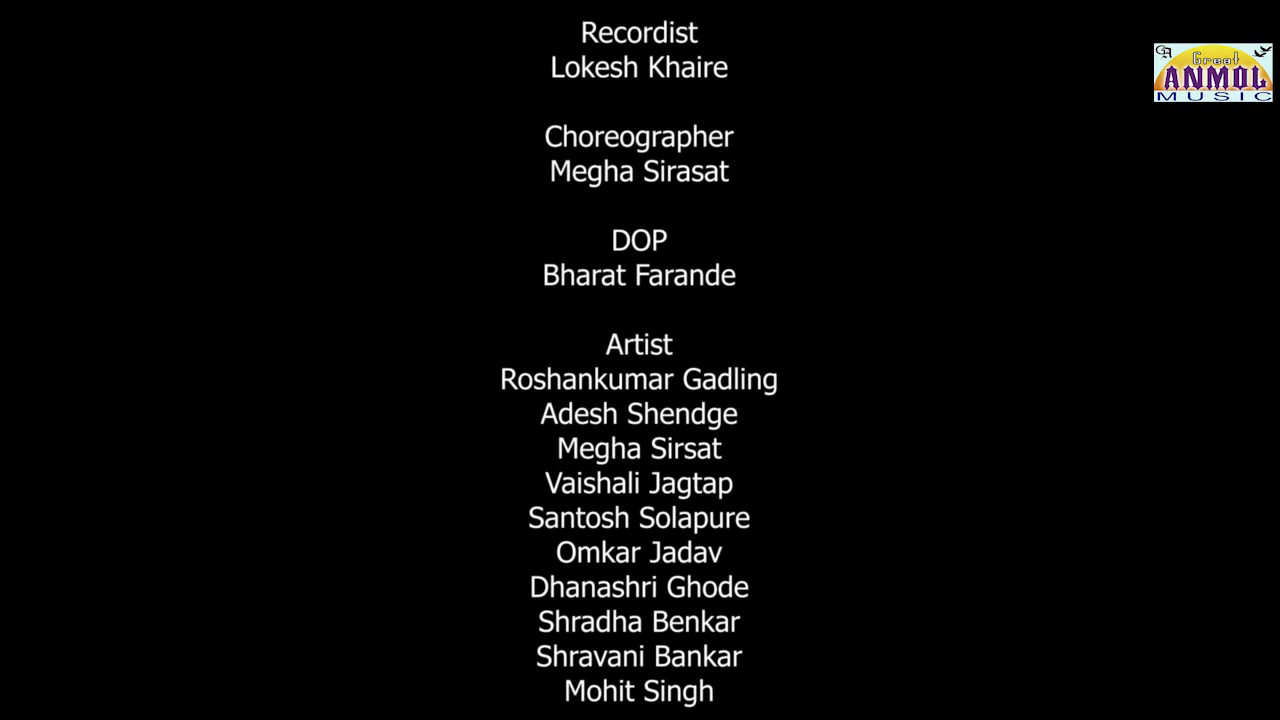 Recordist
Lokesh Khaire
Choreographer
Megha Sirasat
DOP
Bharat Farande
Artist
Roshankumar Gadling
Adesh Shendge
Megha Sirsat
Vaishali Jagtap
Santosh Solapure
Omkar Jadav
Dhanashri Ghode
Shradha Benkar
Shravani Bankar
Mohit Singh
GA
Great
ANMOL
MUSIC